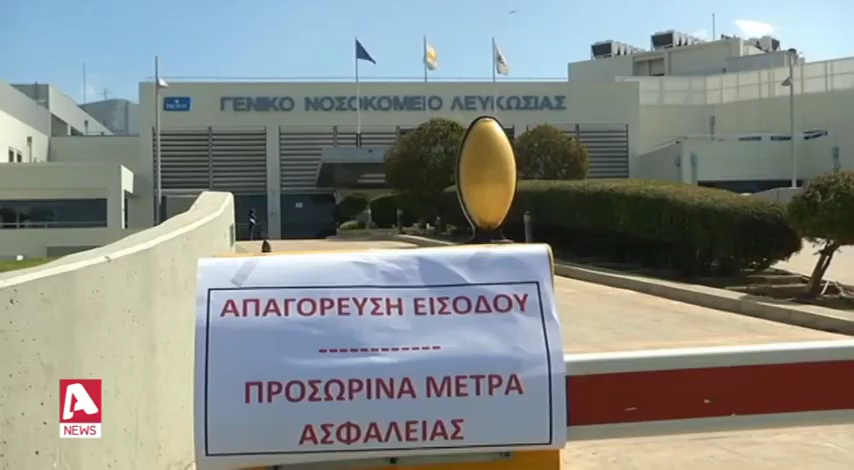 ΓΕΝΙΚΟ ΝΟΣΟΚΟΜΕΙΟ ΛΕΥΚΩΣΙΑΣ
ΑΠΑΓΟΡΕΥΣΗ ΕΙΣΟΔΟΥ
------------
ΠΡΟΣΩΡΙΝΑ ΜΕΤΡΑ
ΑΣΦΑΛΕΙΑΣ
A
NEWS